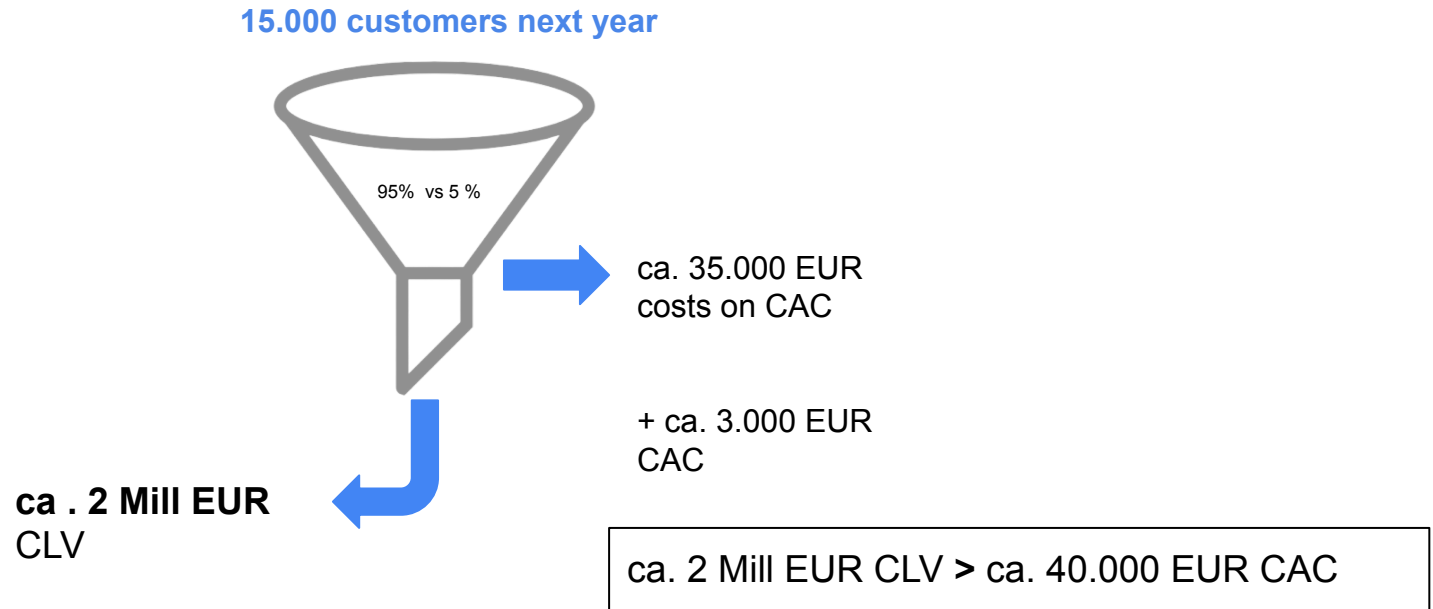 15.000 customers next year
95% vs 5 %
ca. 35.000 EUR
costs on CAC
+ ca. 3.000 EUR
CAC
ca . 2 Mill EUR
CLV
ca. 2 Mill EUR CLV > ca. 40.000 EUR CAC